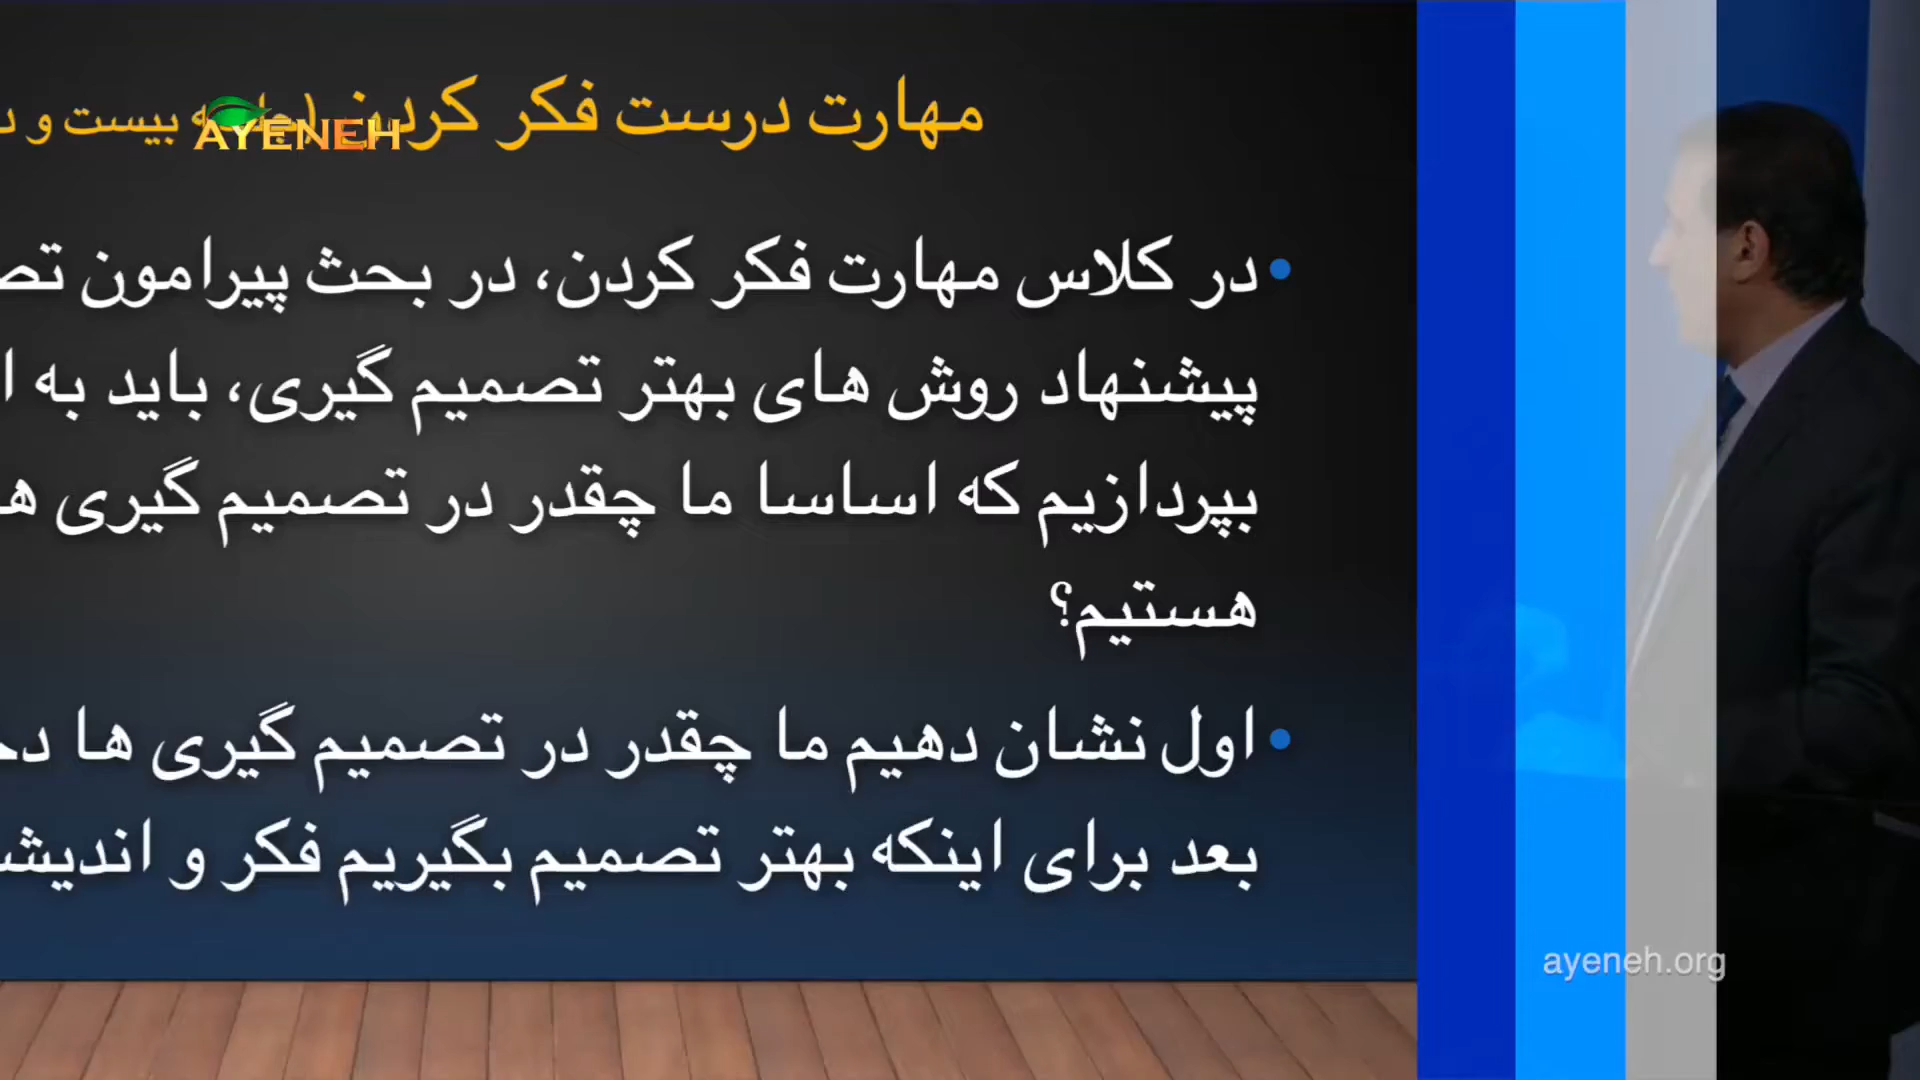 مهارت درست فکر کردن بیست و
AYENEH
در کلاس مهارت فکر کردن، در بحث پیرامون
پیشنهاد روش های بهتر تصمیم گیری، باید به
بپردازیم که اساسا ما چقدر در تصمیم گیری
هستیم؟
اول نشان دهیم ما چقدر در تصمیم گیری ها
بعد برای اینکه بهتر تصمیم بگیریم فکر و
ayeneh.org